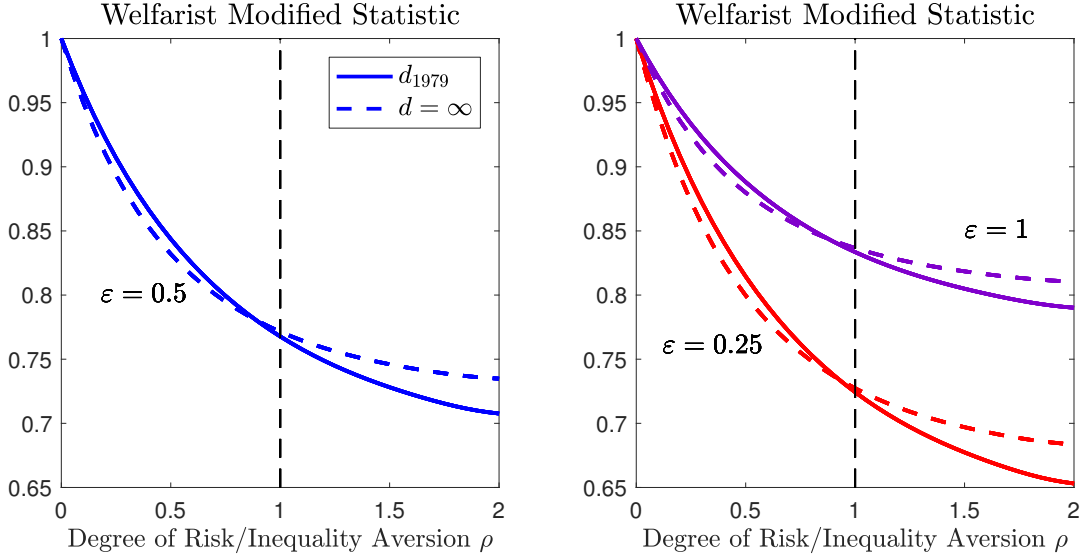 Welfarist Modified Statistic
1
0.95
0.9
0.85
0.8
0.75
0.7
0.65
0
0.5
1
1.5
2
Degree of Risk/Inequality Aversion ρ
d₁₉₇₉
d = ∞
ε = 0.5
Welfarist Modified Statistic
1
0.95
0.9
0.85
0.8
0.75
0.7
0.65
0
0.5
1
1.5
2
Degree of Risk/Inequality Aversion ρ
ε = 1
ε = 0.25